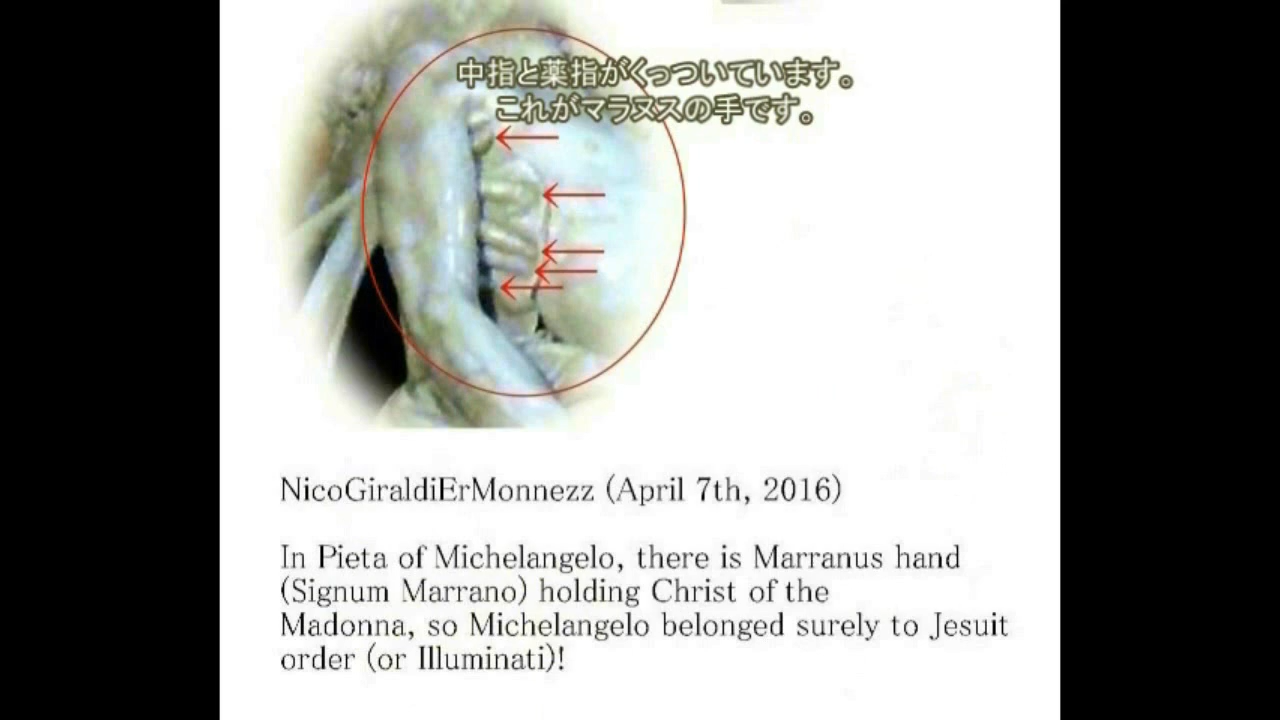 中指と薬指がくっついています。
これがマラヌスの手です。
NicoGiraldiErMonnezz (April 7th, 2016)
In Pieta of Michelangelo, there is Marranus hand
(Signum Marrano) holding Christ of the
Madonna, so Michelangelo belonged surely to Jesuit
order (or Illuminati)!